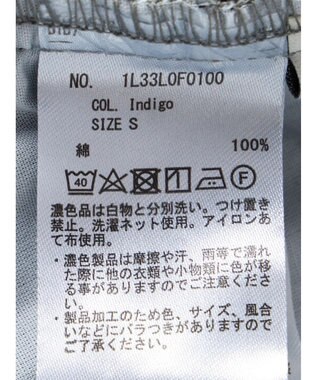 NO. 1L33L0F0100
COL. Indigo
SIZE S
綿 100%
40 F
濃色品は白物と分別洗い。つけ置き
禁止。洗濯ネット使用。アイロンあ
て布使用。
・濃色製品は摩擦や汗、雨等で濡れ
た際に他の衣類や小物類に色が移
る事がありますのでご注意下さい。
・製品加工のため色、サイズ、風合
いなどにバラつきがありますので
ご了承下さい。